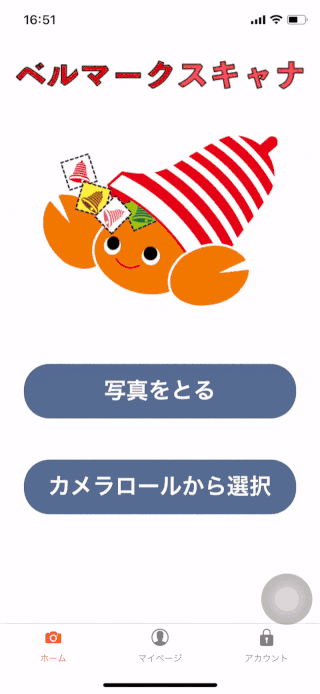 16:51
ベルマークスキャナ
写真をとる
カメラロールから選択
ホーム
マイページ
アカウント